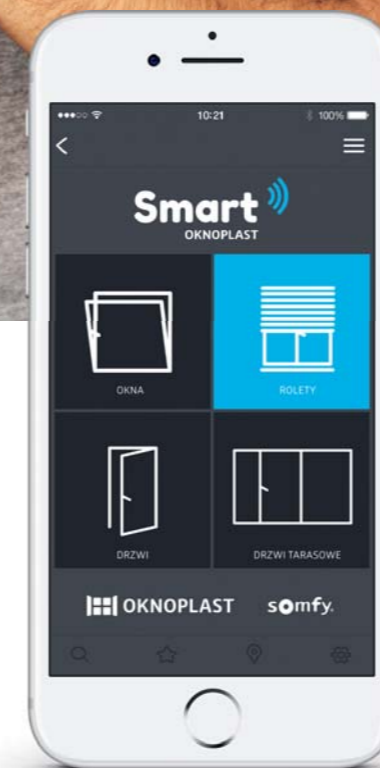 10:21
100%
Smart
OKNOPLAST
OKNA
ROLETY
DRZWI
DRZWI TARASOWE
OKNOPLAST
somfy.